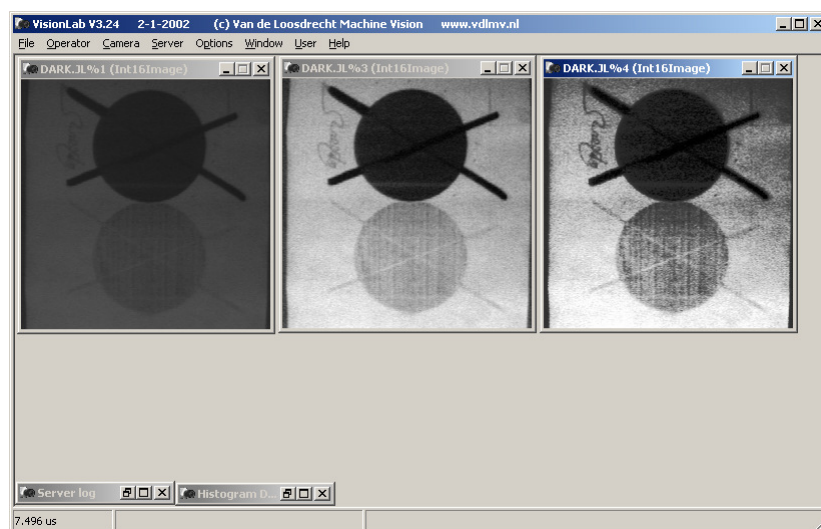 VisionLab V3.24 2-1-2002 (c) Van de Loosdrecht Machine Vision www.vdlmv.nl
File Operator Camera Server Options Window User Help
DARK.JL%1 (Int16Image)
DARK.JL%3 (Int16Image)
DARK.JL%4 (Int16Image)
Server log
Histogram D...
7.496 us